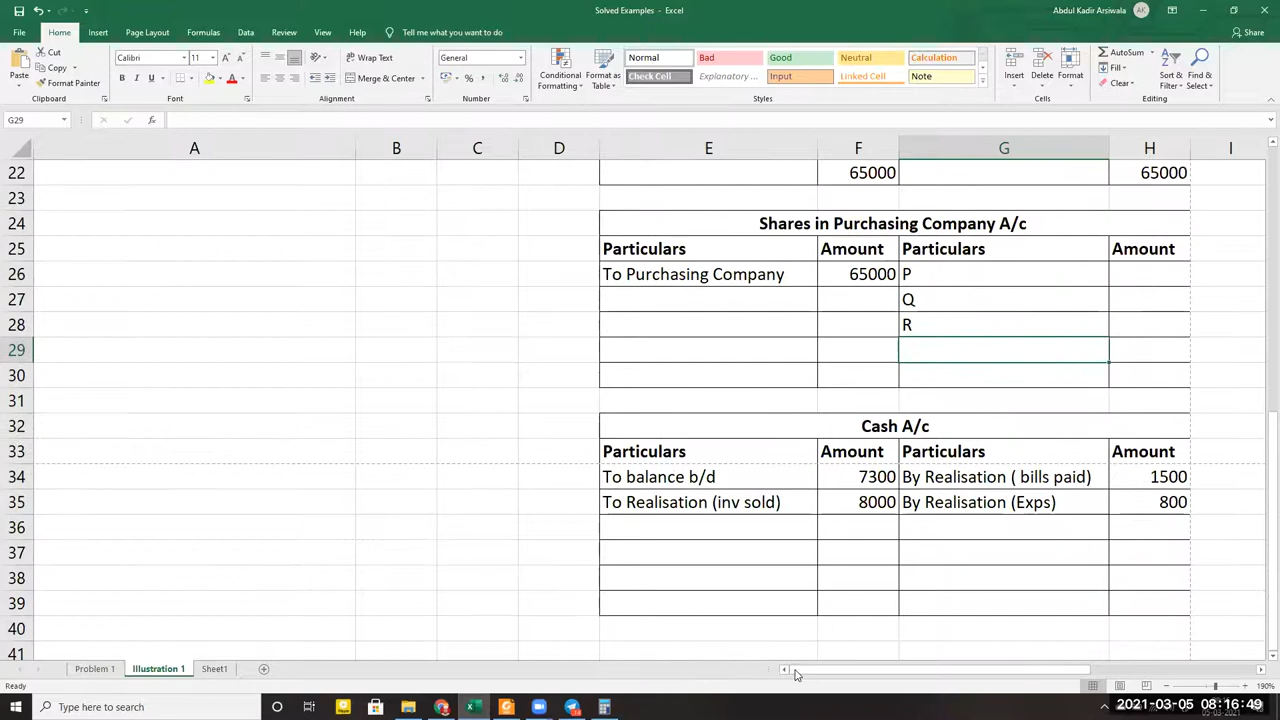 Solved Examples - Excel
Abdul Kadir Arsiwala
AK
File Home Insert Page Layout Formulas Data Review View Help Tell me what you want to do
Share
Paste
Cut
Copy
Format Painter
Clipboard
Calibri 11
B I U
Font
Wrap Text
Merge & Center
Alignment
General
Number
Conditional Formatting
Format as Table
Normal Bad Good Neutral Calculation
Check Cell Explanatory ... Input Linked Cell Note
Styles
Insert Delete Format
Cells
AutoSum
Fill
Clear
Sort & Filter
Find & Select
Editing
G29
fx
A B C D E F G H I
22 65000 65000
23
24 Shares in Purchasing Company A/c
25 Particulars Amount Particulars Amount
26 To Purchasing Company 65000 P
27 Q
28 R
29
30
31
32 Cash A/c
33 Particulars Amount Particulars Amount
34 To balance b/d 7300 By Realisation ( bills paid) 1500
35 To Realisation (inv sold) 8000 By Realisation (Exps) 800
36
37
38
39
40
41
Problem 1 Illustration 1 Sheet1
Ready
190%
Type here to search
2021-03-05 08:16:49